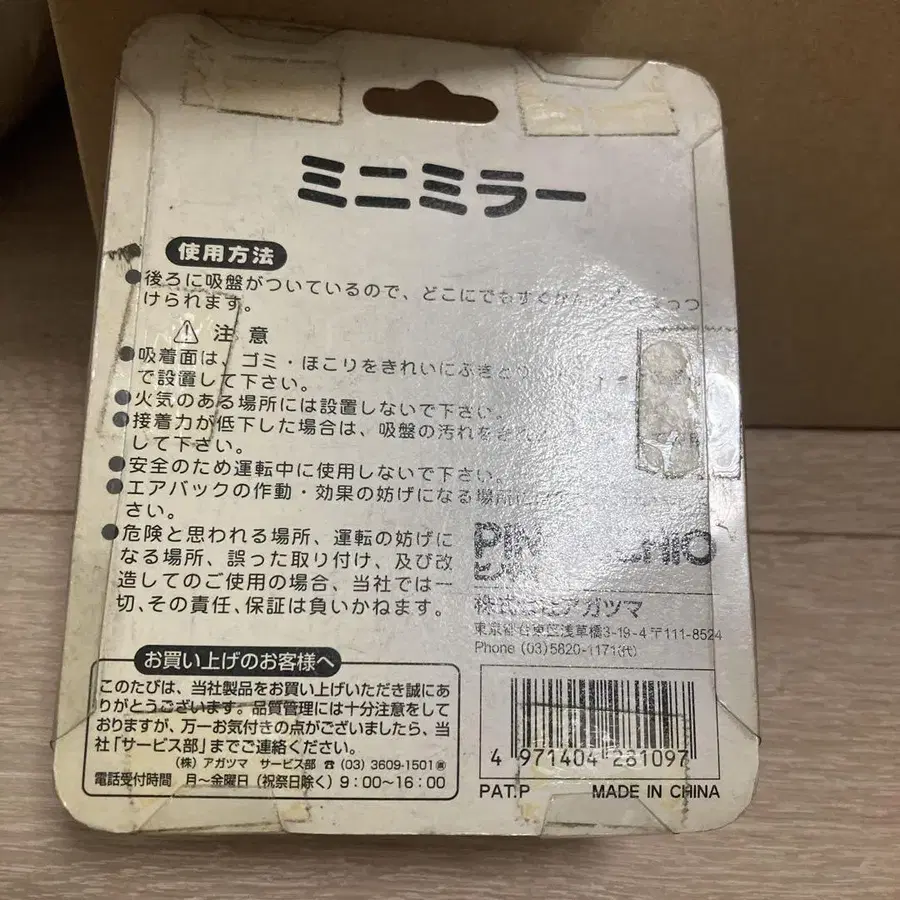 ミニミラー
使用方法
●後ろに吸盤がついているので、どこにでも
けられます。
⚠ 注意
●吸着面は、ゴミ・ほこりをきれいにふきと
で設置して下さい。
●火気のある場所には設置しないで下さい。
●接着力が低下した場合は、吸盤の汚れを
して下さい。
●安全のため運転中に使用しないで下さい。
●エアバックの作動・効果の妨げになる場所
さい。
●危険と思われる場所、運転の妨げに
なる場所、誤った取り付け、及び改
造してのご使用の場合、当社では一
切、その責任、保証は負いかねます。
株式会社アガツマ
東京都台東区浅草橋3-19-4 〒111-8524
Phone (03)5820-1171(代)
お買い上げのお客様へ
このたびは、当社製品をお買い上げいただき誠にあ
りがとうございます。品質管理には十分注意をして
おりますが、万一お気付きの点がございましたら、当
社「サービス部」までご連絡ください。
(株) アガツマ サービス部 ☎ (03) 3609-1501㈹
電話受付時間 月〜金曜日 (祝祭日除く) 9:00〜16:00
4 971404 281097
PAT.P MADE IN CHINA